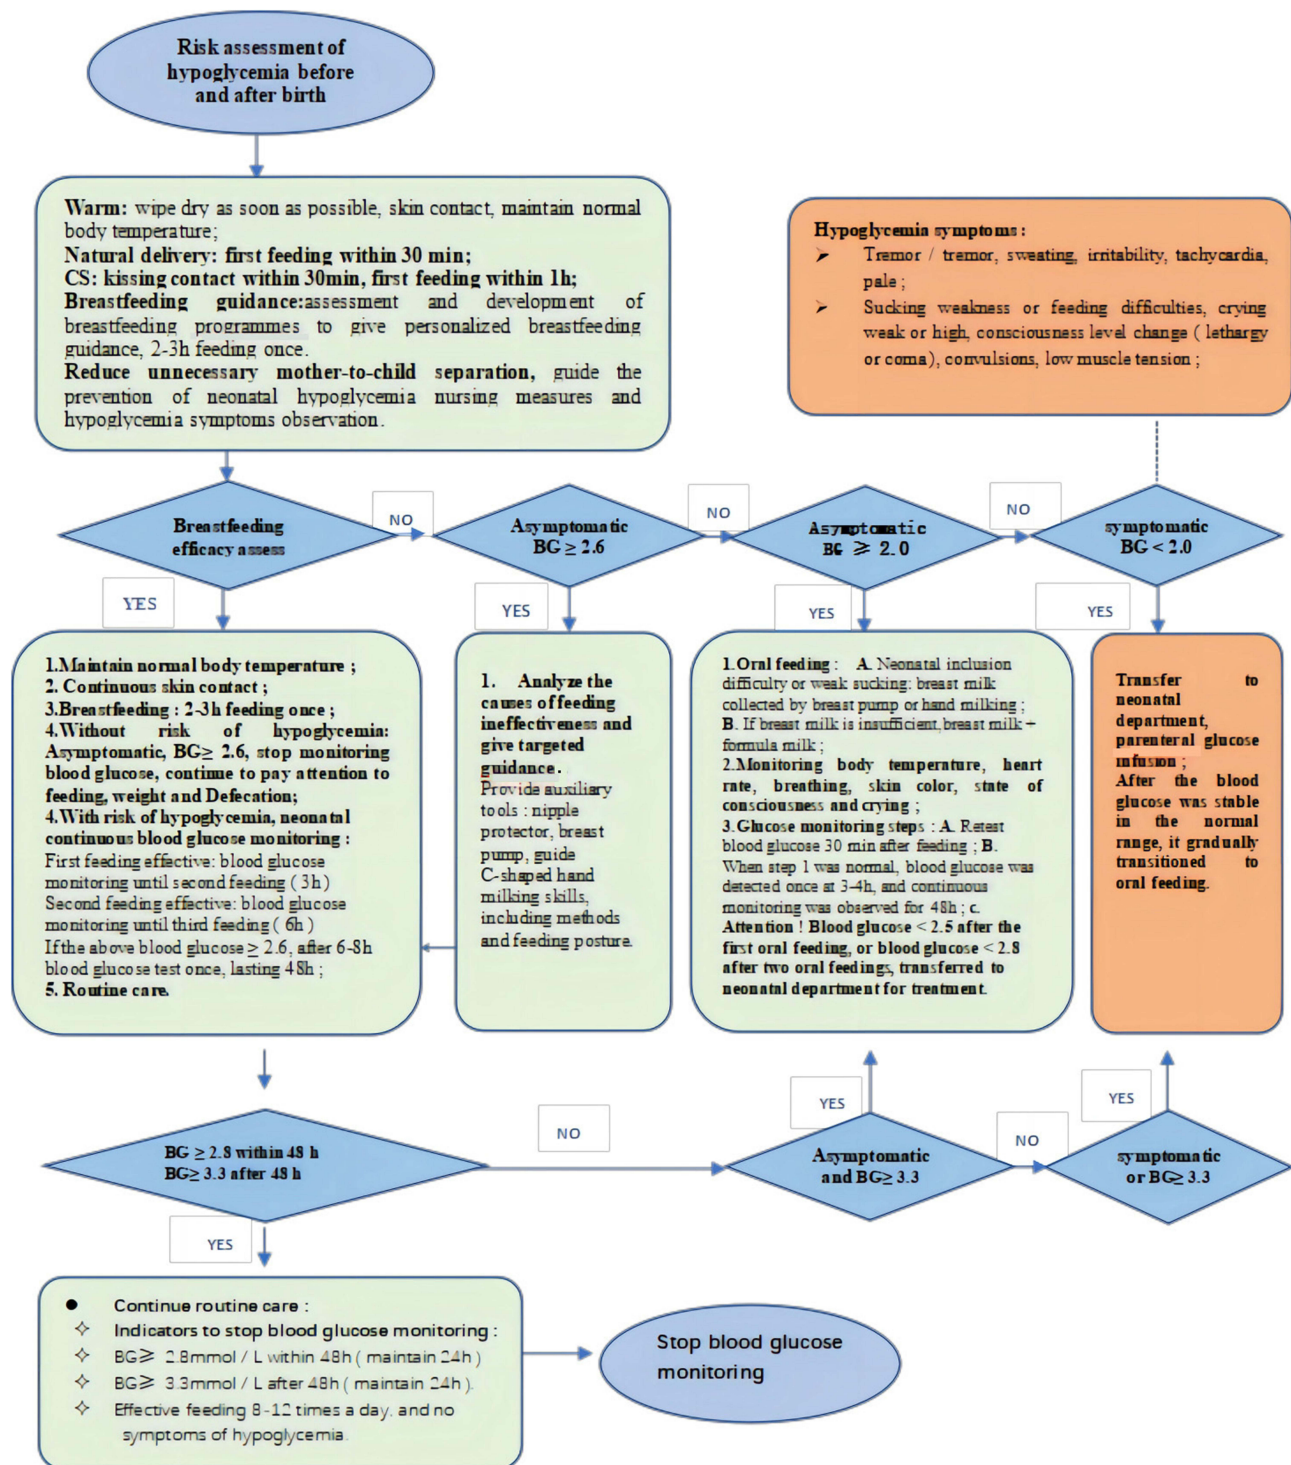 Risk assessment of
hypoglycemia before
and after birth
Warm: wipe dry as soon as possible, skin contact, maintain normal
body temperature;
Natural delivery: first feeding within 30 min;
CS: kissing contact within 30min, first feeding within 1h;
Breastfeeding guidance:assessment and development of
breastfeeding programmes to give personalized breastfeeding
guidance, 2-3h feeding once.
Reduce unnecessary mother-to-child separation, guide the
prevention of neonatal hypoglycemia nursing measures and
hypoglycemia symptoms observation.
Hypoglycemia symptoms :
➢ Tremor / tremor, sweating, irritability, tachycardia,
pale ;
➢ Sucking weakness or feeding difficulties, crying
weak or high, consciousness level change ( lethargy
or coma), convulsions, low muscle tension ;
Breastfeeding
efficacy assess
NO
Asymptomatic
BG ≥ 2.6
NO
Asymptomatic
BG ≥ 2.0
NO
symptomatic
BG < 2.0
YES
YES
YES
YES
1.Maintain normal body temperature ;
2. Continuous skin contact ;
3.Breastfeeding : 2-3h feeding once ;
4.Without risk of hypoglycemia:
Asymptomatic, BG≥ 2.6, stop monitoring
blood glucose, continue to pay attention to
feeding, weight and Defecation;
4.With risk of hypoglycemia, neonatal
continuous blood glucose monitoring :
First feeding effective: blood glucose
monitoring until second feeding ( 3h )
Second feeding effective: blood glucose
monitoring until third feeding ( 6h )
If the above blood glucose ≥ 2.6, after 6-8h
blood glucose test once, lasting 48h ;
5. Routine care.
1. Analyze the
causes of feeding
ineffectiveness and
give targeted
guidance .
Provide auxiliary
tools : nipple
protector, breast
pump, guide
C-shaped hand
milking skills,
including methods
and feeding posture.
1.Oral feeding : A. Neonatal inclusion
difficulty or weak sucking: breast milk
collected by breast pump or hand milking ;
B. If breast milk is insufficient, breast milk +
formula milk ;
2.Monitoring body temperature, heart
rate, breathing, skin color, state of
consciousness and crying ;
3.Glucose monitoring steps : A. Retest
blood glucose 30 min after feeding ; B.
When step 1 was normal, blood glucose was
detected once at 3-4h, and continuous
monitoring was observed for 48h ; c.
Attention ! Blood glucose < 2.5 after the
first oral feeding, or blood glucose < 2.8
after two oral feedings, transferred to
neonatal department for treatment.
Transfer to
neonatal
department,
parenteral glucose
infusion ;
After the blood
glucose was stable
in the normal
range, it gradually
transitioned to
oral feeding.
BG ≥ 2.8 within 48 h
BG≥ 3.3 after 48 h
NO
YES
Asymptomatic
and BG≥ 3.3
NO
YES
symptomatic
or BG≥ 3.3
YES
● Continue routine care :
✧ Indicators to stop blood glucose monitoring :
✧ BG≥ 2.8mmol / L within 48h ( maintain 24h )
✧ BG≥ 3.3mmol / L after 48h ( maintain 24h ).
✧ Effective feeding 8-12 times a day, and no
symptoms of hypoglycemia.
Stop blood glucose
monitoring